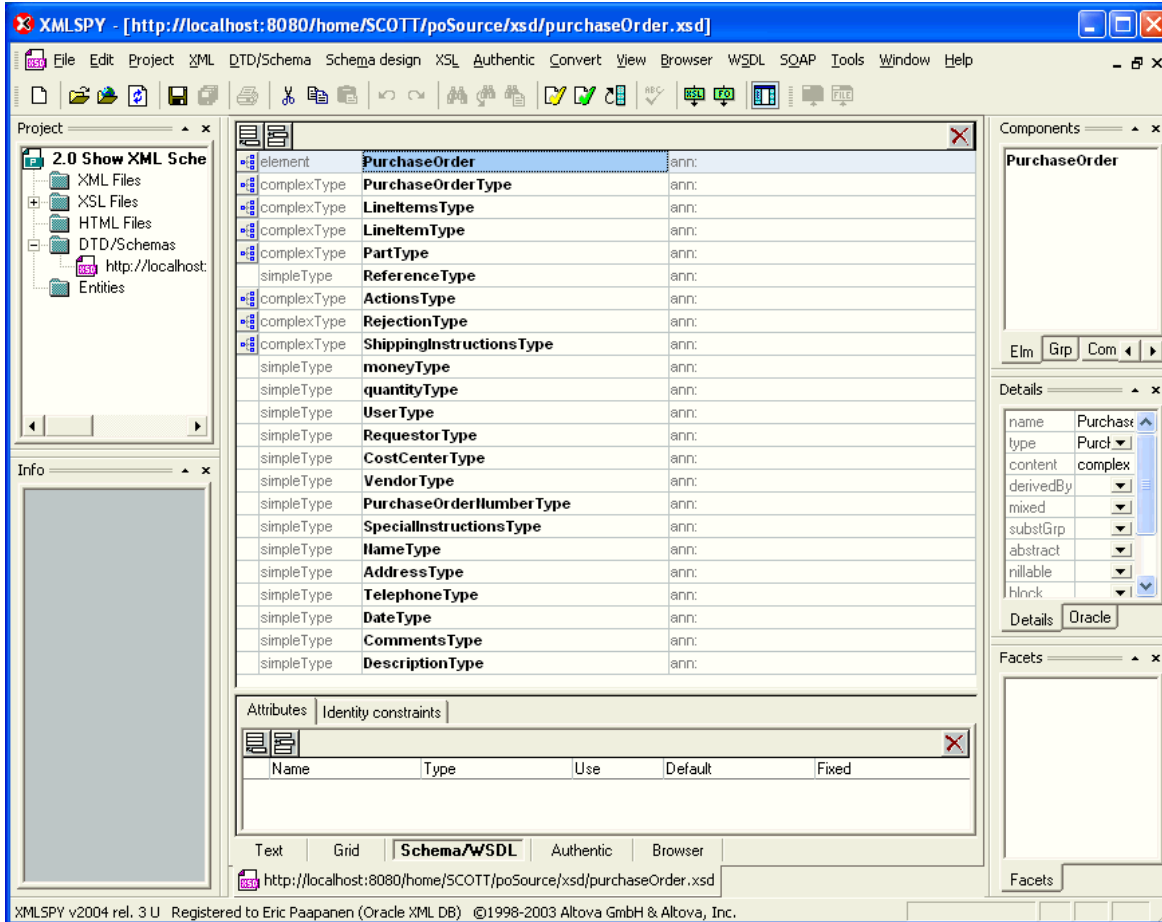 XMLSPY - [http://localhost:8080/home/SCOTT/poSource/xsd/purchaseOrder.xsd]
File Edit Project XML DTD/Schema Schema design XSL Authentic Convert View Browser WSDL SOAP Tools Window Help
Project
2.0 Show XML Sche
XML Files
XSL Files
HTML Files
DTD/Schemas
http://localhost:
Entities
Info
element PurchaseOrder ann:
complexType PurchaseOrderType ann:
complexType LineItemsType ann:
complexType LineItemType ann:
complexType PartType ann:
simpleType ReferenceType ann:
complexType ActionsType ann:
complexType RejectionType ann:
complexType ShippingInstructionsType ann:
simpleType moneyType ann:
simpleType quantityType ann:
simpleType UserType ann:
simpleType RequestorType ann:
simpleType CostCenterType ann:
simpleType VendorType ann:
simpleType PurchaseOrderNumberType ann:
simpleType SpecialInstructionsType ann:
simpleType NameType ann:
simpleType AddressType ann:
simpleType TelephoneType ann:
simpleType DateType ann:
simpleType CommentsType ann:
simpleType DescriptionType ann:
Attributes Identity constraints
Name Type Use Default Fixed
Text Grid Schema/WSDL Authentic Browser
http://localhost:8080/home/SCOTT/poSource/xsd/purchaseOrder.xsd
Components
PurchaseOrder
Elm Grp Com
Details
name Purchase
type Purch
content complex
derivedBy
mixed
substGrp
abstract
nillable
block
Details Oracle
Facets
Facets
XMLSPY v2004 rel. 3 U Registered to Eric Paapanen (Oracle XML DB) ©1998-2003 Altova GmbH & Altova, Inc.